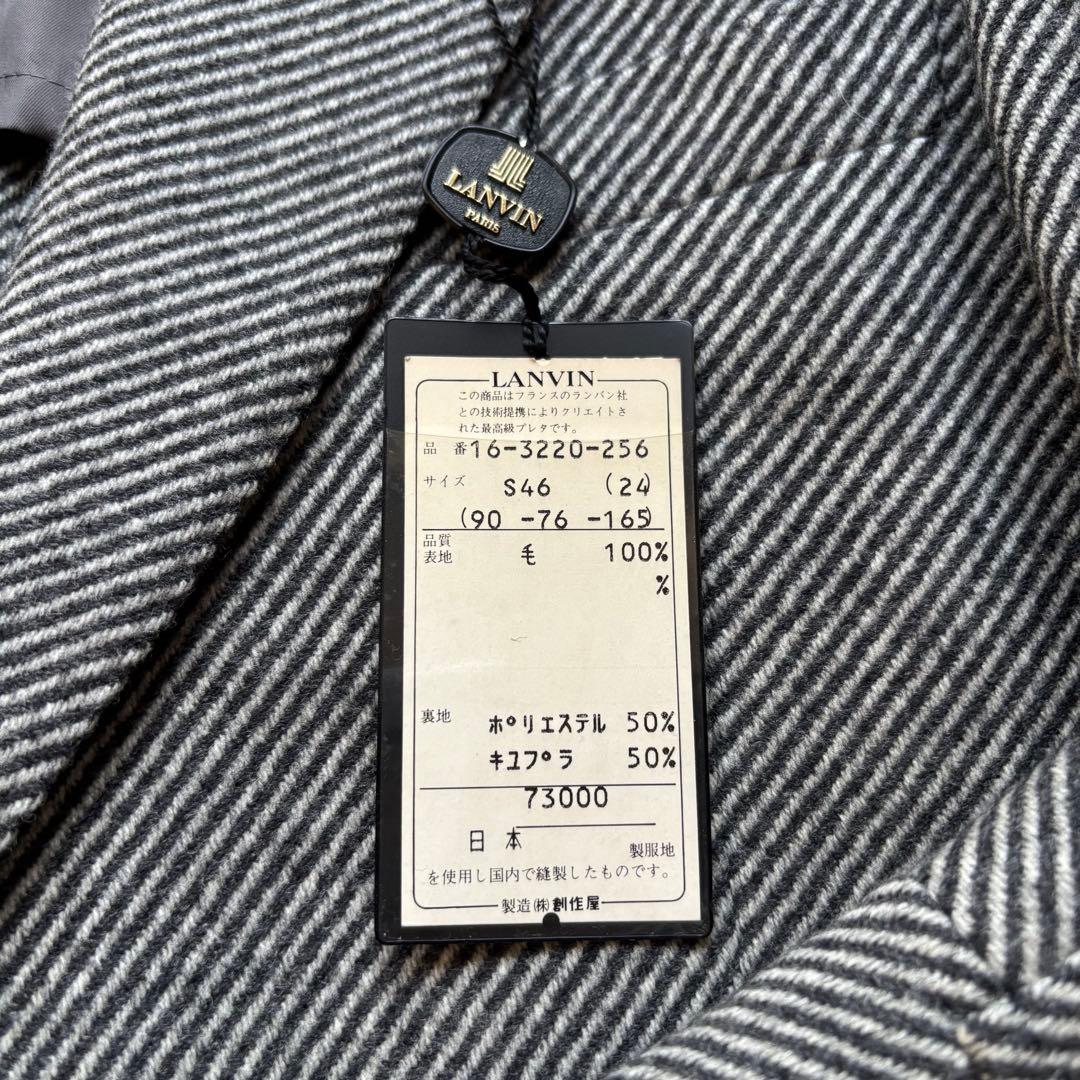 LANVIN
PARIS
LANVIN
この商品はフランスのランバン社
との技術提携によりクリエイトさ
れた最高級プレタです。
品 番 16-3220-256
サイズ S46 (24)
(90 -76 -165)
品質
表地 毛 100%
%
裏地 ポリエステル 50%
キユプラ 50%
73000
日本 製服地
を使用し国内で縫製したものです。
製造 (株) 創作屋